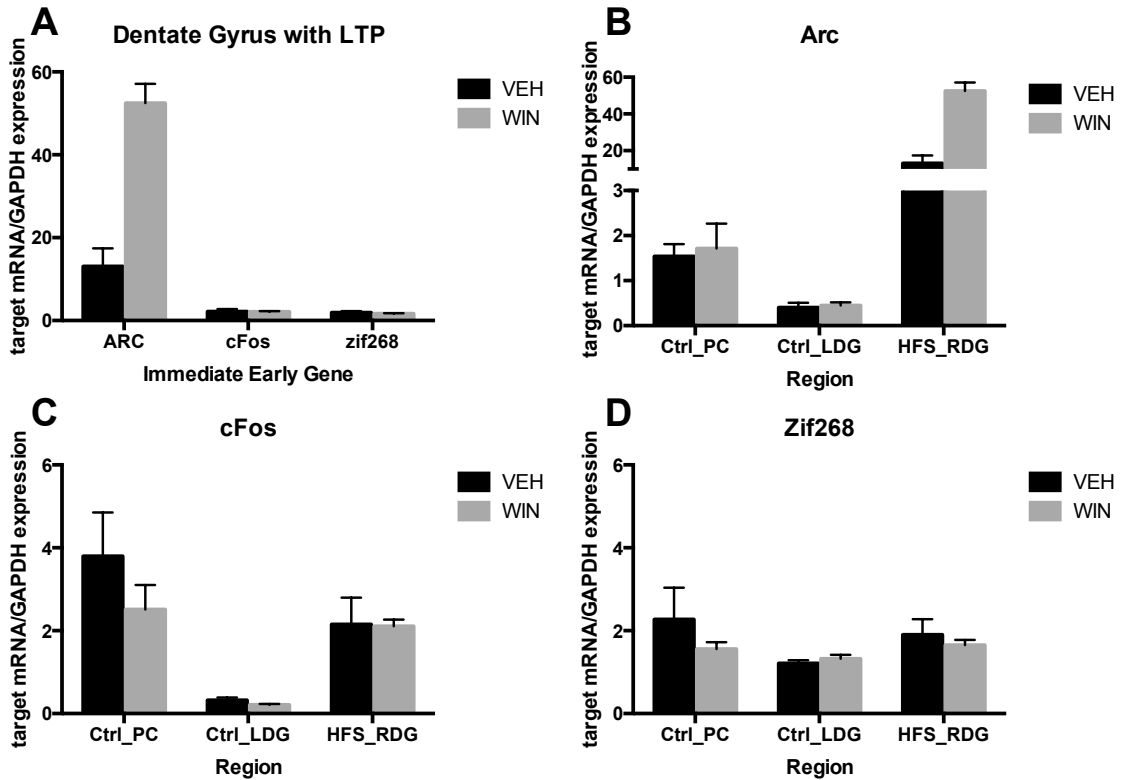 A
Dentate Gyrus with LTP
target mRNA/GAPDH expression
60
40
20
0
ARC cFos zif268
Immediate Early Gene
VEH
WIN
B
Arc
target mRNA/GAPDH expression
60
40
20
3
2
1
0
Ctrl_PC Ctrl_LDG HFS_RDG
Region
VEH
WIN
C
cFos
target mRNA/GAPDH expression
6
4
2
0
Ctrl_PC Ctrl_LDG HFS_RDG
Region
VEH
WIN
D
Zif268
target mRNA/GAPDH expression
6
4
2
0
Ctrl_PC Ctrl_LDG HFS_RDG
Region
VEH
WIN